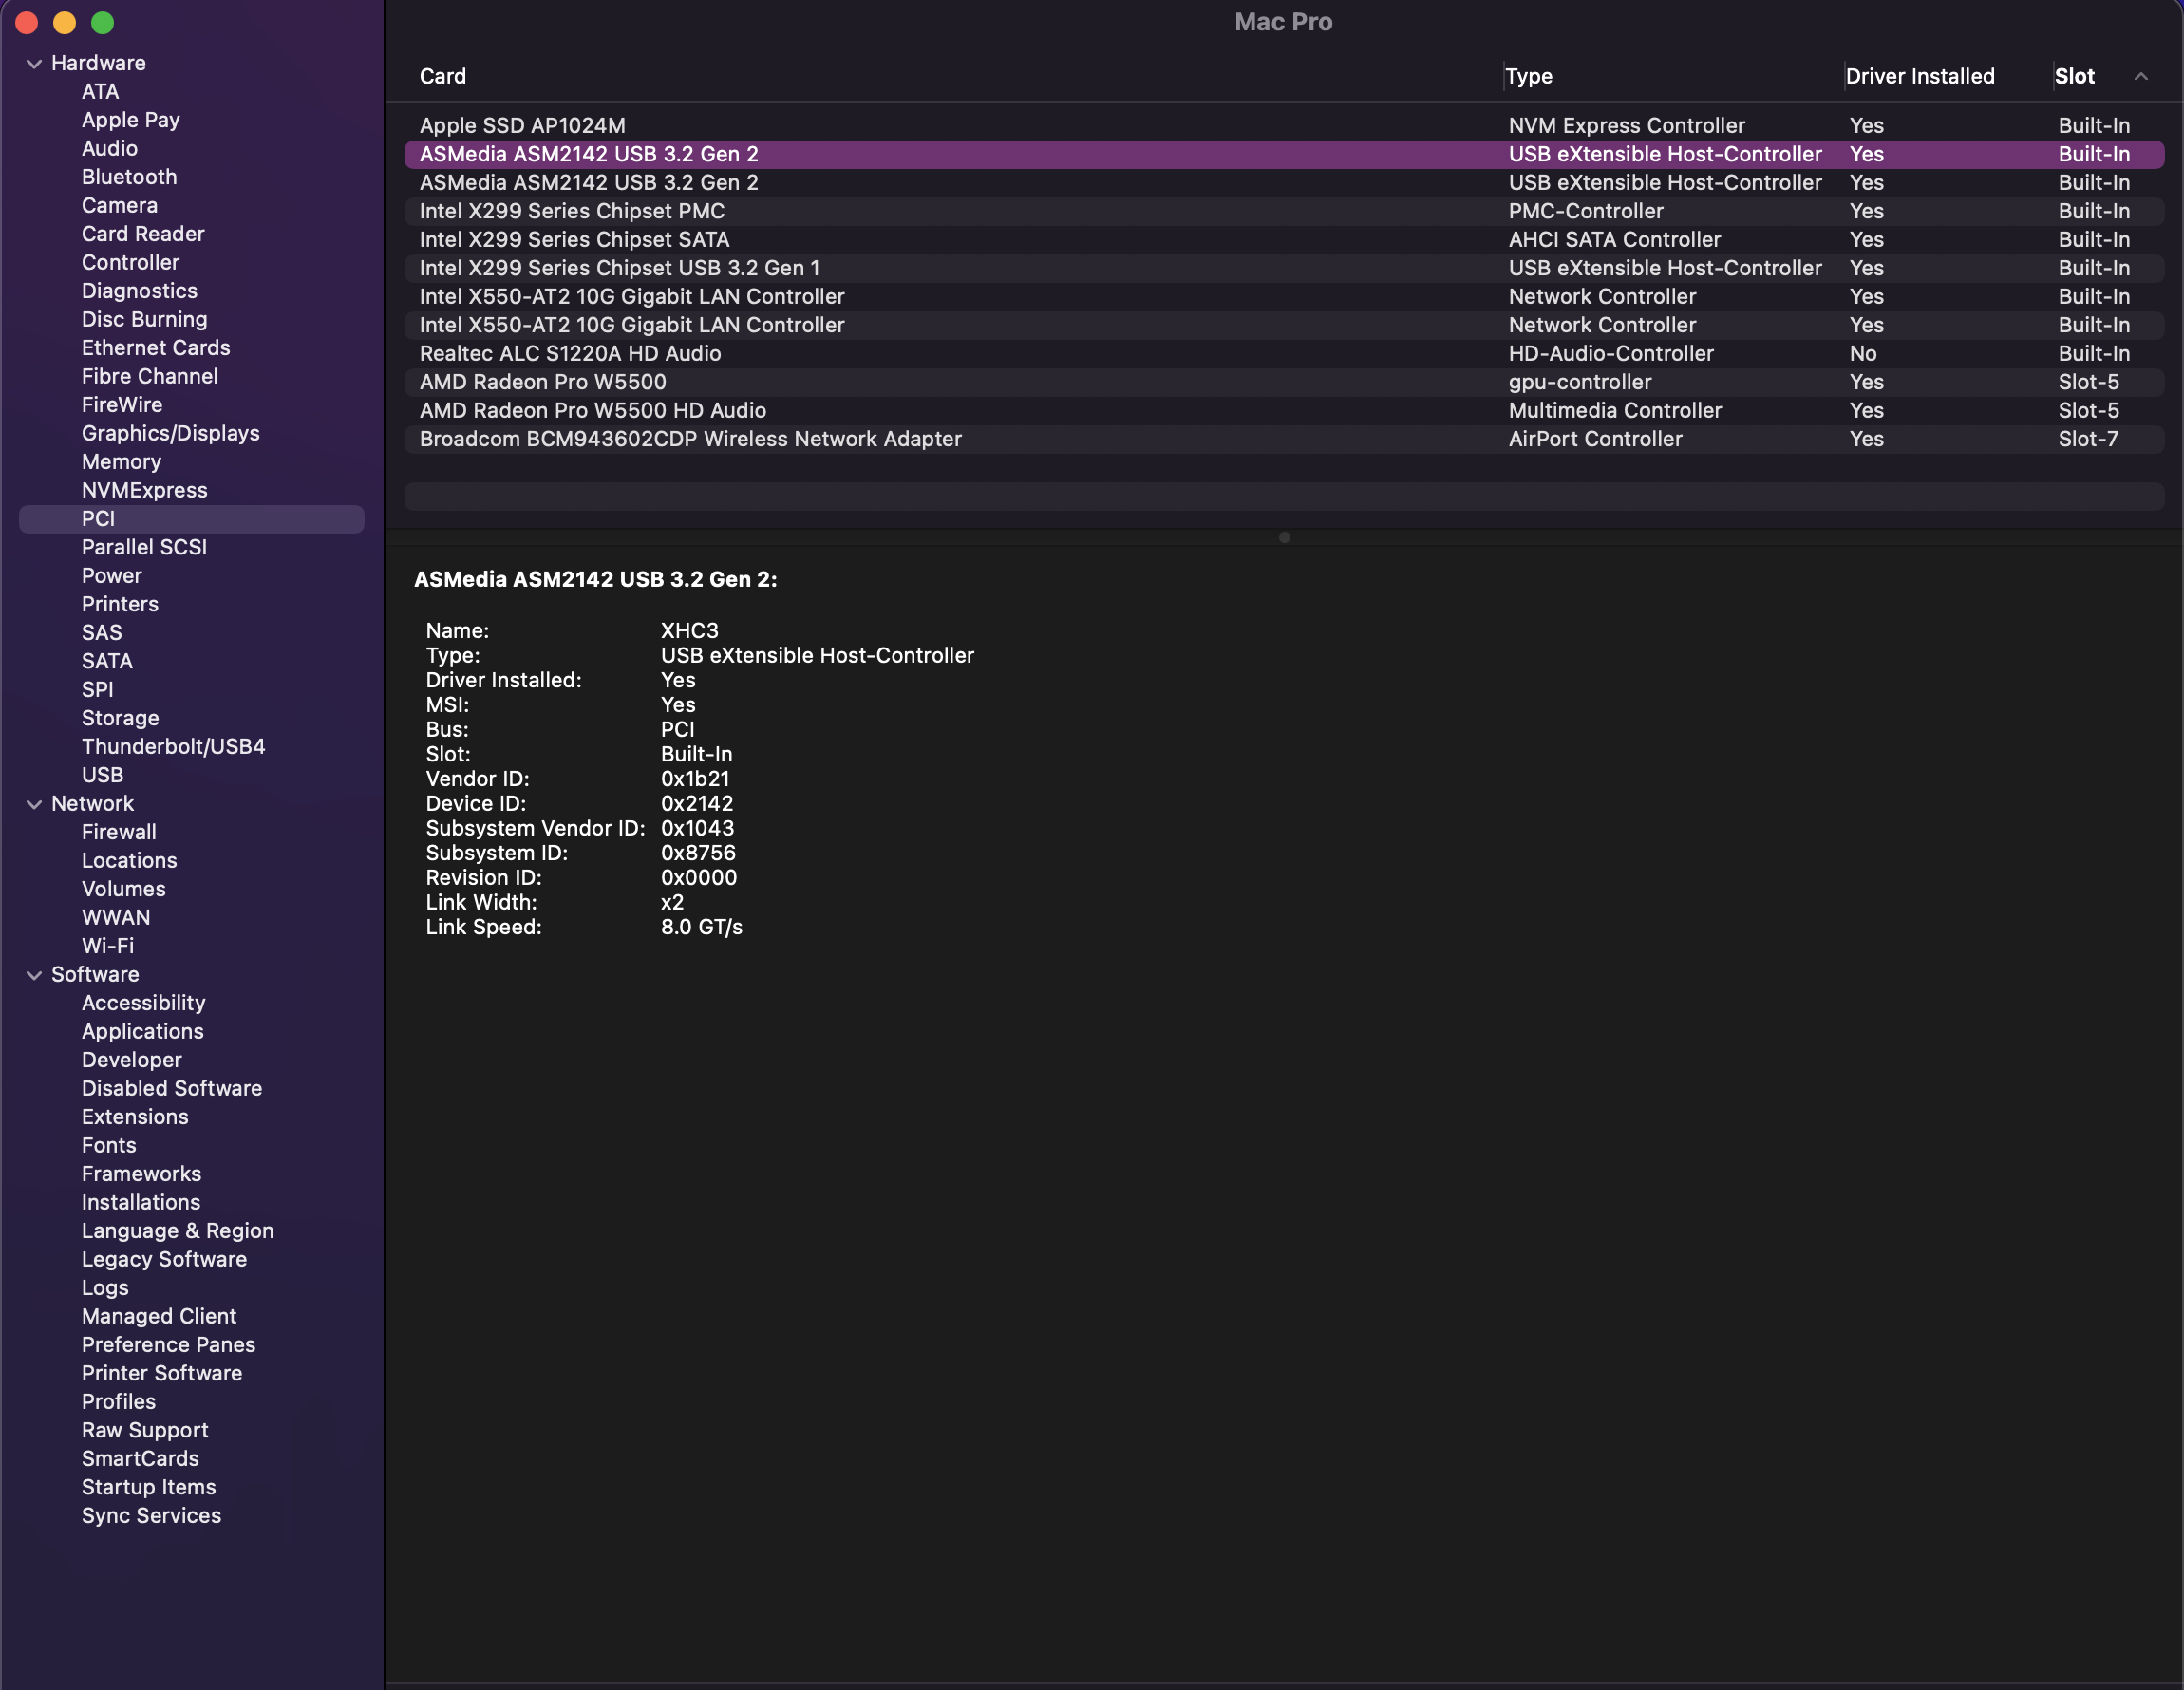 Mac Pro
Hardware
ATA
Apple Pay
Audio
Bluetooth
Camera
Card Reader
Controller
Diagnostics
Disc Burning
Ethernet Cards
Fibre Channel
FireWire
Graphics/Displays
Memory
NVMExpress
PCI
Parallel SCSI
Power
Printers
SAS
SATA
SPI
Storage
Thunderbolt/USB4
USB
Network
Firewall
Locations
Volumes
WWAN
Wi-Fi
Software
Accessibility
Applications
Developer
Disabled Software
Extensions
Fonts
Frameworks
Installations
Language & Region
Legacy Software
Logs
Managed Client
Preference Panes
Printer Software
Profiles
Raw Support
SmartCards
Startup Items
Sync Services
Card Type Driver Installed Slot
Apple SSD AP1024M NVM Express Controller Yes Built-In
ASMedia ASM2142 USB 3.2 Gen 2 USB eXtensible Host-Controller Yes Built-In
ASMedia ASM2142 USB 3.2 Gen 2 USB eXtensible Host-Controller Yes Built-In
Intel X299 Series Chipset PMC PMC-Controller Yes Built-In
Intel X299 Series Chipset SATA AHCI SATA Controller Yes Built-In
Intel X299 Series Chipset USB 3.2 Gen 1 USB eXtensible Host-Controller Yes Built-In
Intel X550-AT2 10G Gigabit LAN Controller Network Controller Yes Built-In
Intel X550-AT2 10G Gigabit LAN Controller Network Controller Yes Built-In
Realtec ALC S1220A HD Audio HD-Audio-Controller No Built-In
AMD Radeon Pro W5500 gpu-controller Yes Slot-5
AMD Radeon Pro W5500 HD Audio Multimedia Controller Yes Slot-5
Broadcom BCM943602CDP Wireless Network Adapter AirPort Controller Yes Slot-7
ASMedia ASM2142 USB 3.2 Gen 2:
Name: XHC3
Type: USB eXtensible Host-Controller
Driver Installed: Yes
MSI: Yes
Bus: PCI
Slot: Built-In
Vendor ID: 0x1b21
Device ID: 0x2142
Subsystem Vendor ID: 0x1043
Subsystem ID: 0x8756
Revision ID: 0x0000
Link Width: x2
Link Speed: 8.0 GT/s